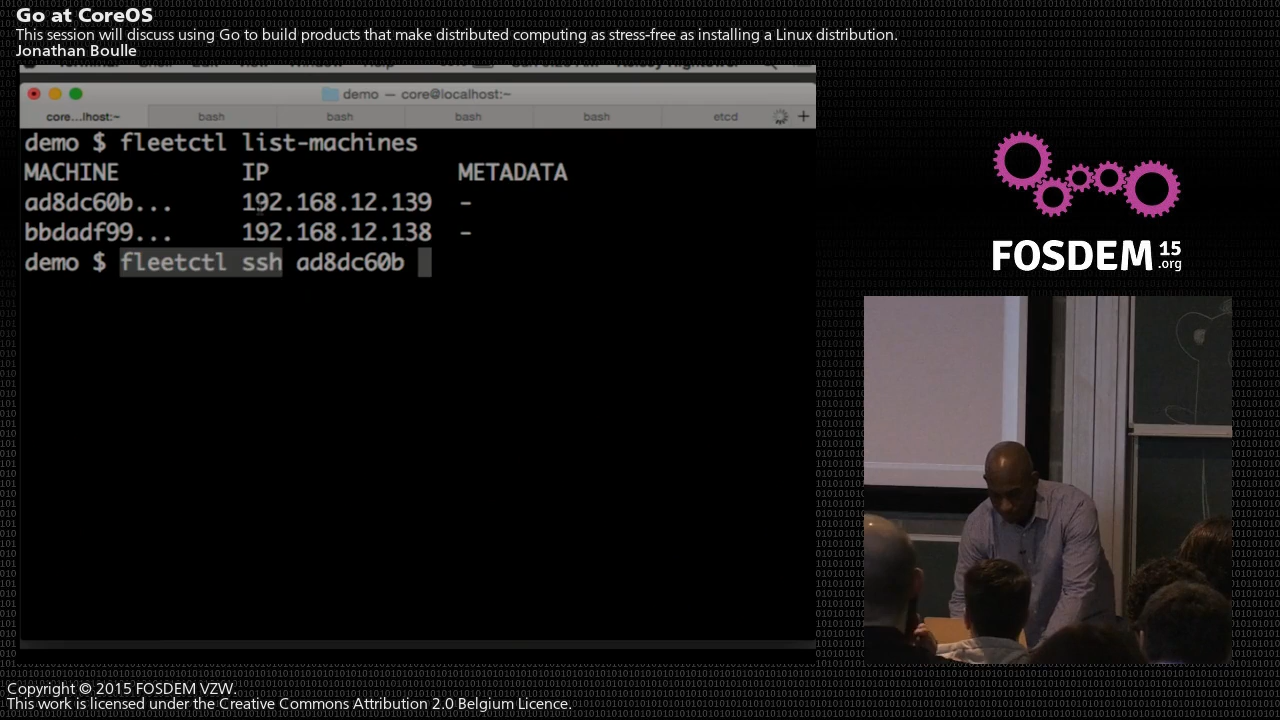 Go at CoreOS
This session will discuss using Go to build products that make distributed computing as stress-free as installing a Linux distribution.
Jonathan Boulle
demo — core@localhost:~
core...lhost:~ bash bash bash bash etcd +
demo $ fleetctl list-machines
MACHINE IP METADATA
ad8dc60b... 192.168.12.139 -
bbdadf99... 192.168.12.138 -
demo $ fleetctl ssh ad8dc60b
FOSDEM 15
.org
Copyright © 2015 FOSDEM VZW.
This work is licensed under the Creative Commons Attribution 2.0 Belgium Licence.